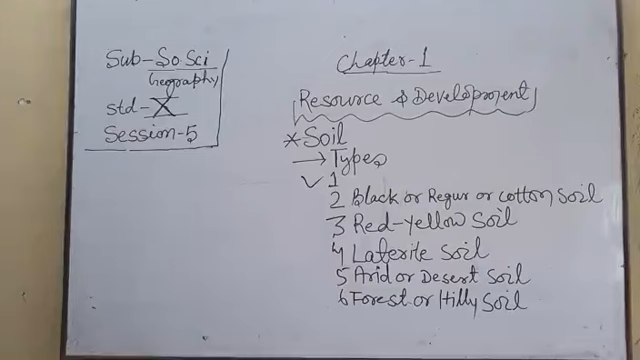 Sub-So.Sci
Geography
Std-X
Session-5
Chapter-1
Resource & Development
*Soil
→Types
✓1
2 Black or Regur or cotton Soil
3 Red-Yellow Soil
4 Laterite Soil
5 Arid or Desert Soil
6 Forest or Hilly Soil